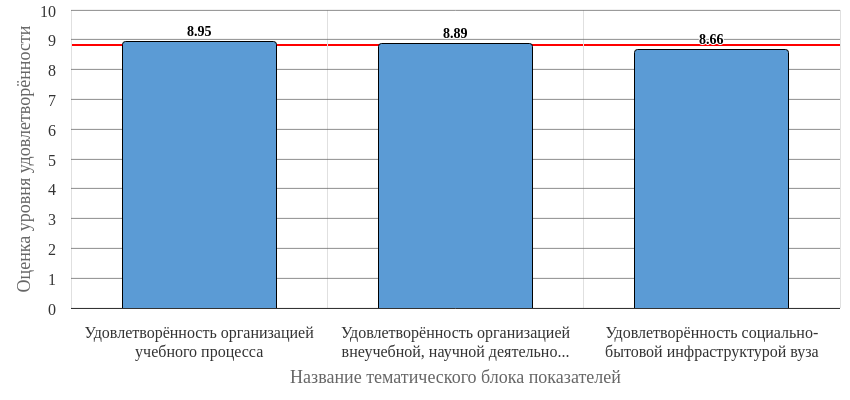 Оценка уровня удовлетворённости
10
9
8
7
6
5
4
3
2
1
0
8.95
8.89
8.66
Удовлетворённость организацией
учебного процесса
Удовлетворённость организацией
внеучебной, научной деятельно...
Удовлетворённость социально-
бытовой инфраструктурой вуза
Название тематического блока показателей